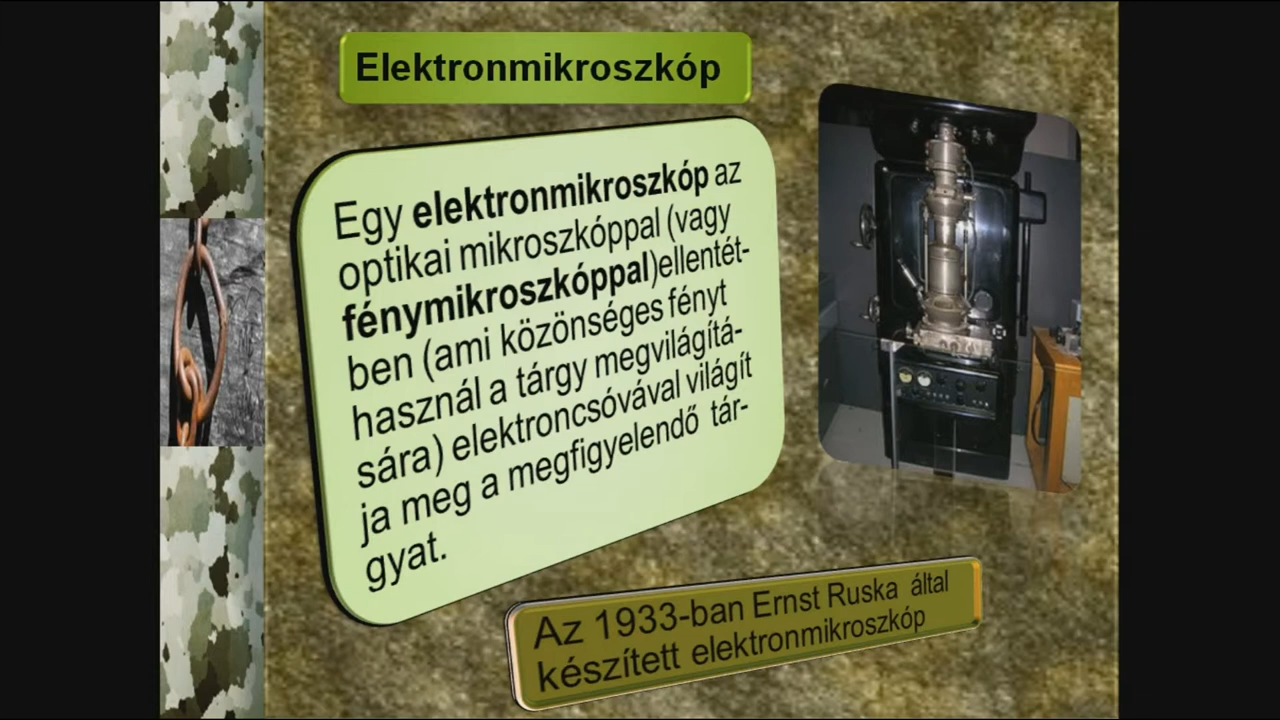 Elektronmikroszkóp
Egy elektronmikroszkóp az
optikai mikroszkóppal (vagy
fénymikroszkóppal)ellentét-
ben (ami közönséges fényt
használ a tárgy megvilágítá-
sára) elektroncsóvával világít
ja meg a megfigyelendő tár-
gyat.
Az 1933-ban Ernst Ruska által
készített elektronmikroszkóp